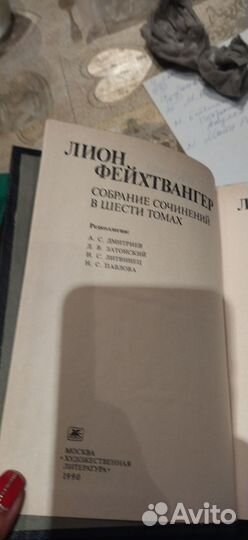 ЛИОН
ФЕЙХТВАНГЕР
СОБРАНИЕ СОЧИНЕНИЙ
В ШЕСТИ ТОМАХ
Редколлегия:
А. С. ДМИТРИЕВ
Д. В. ЗАТОНСКИЙ
Н. С. ЛИТВИНЕЦ
Н. С. ПАВЛОВА
МОСКВА
«ХУДОЖЕСТВЕННАЯ
ЛИТЕРАТУРА»
1990
Avito